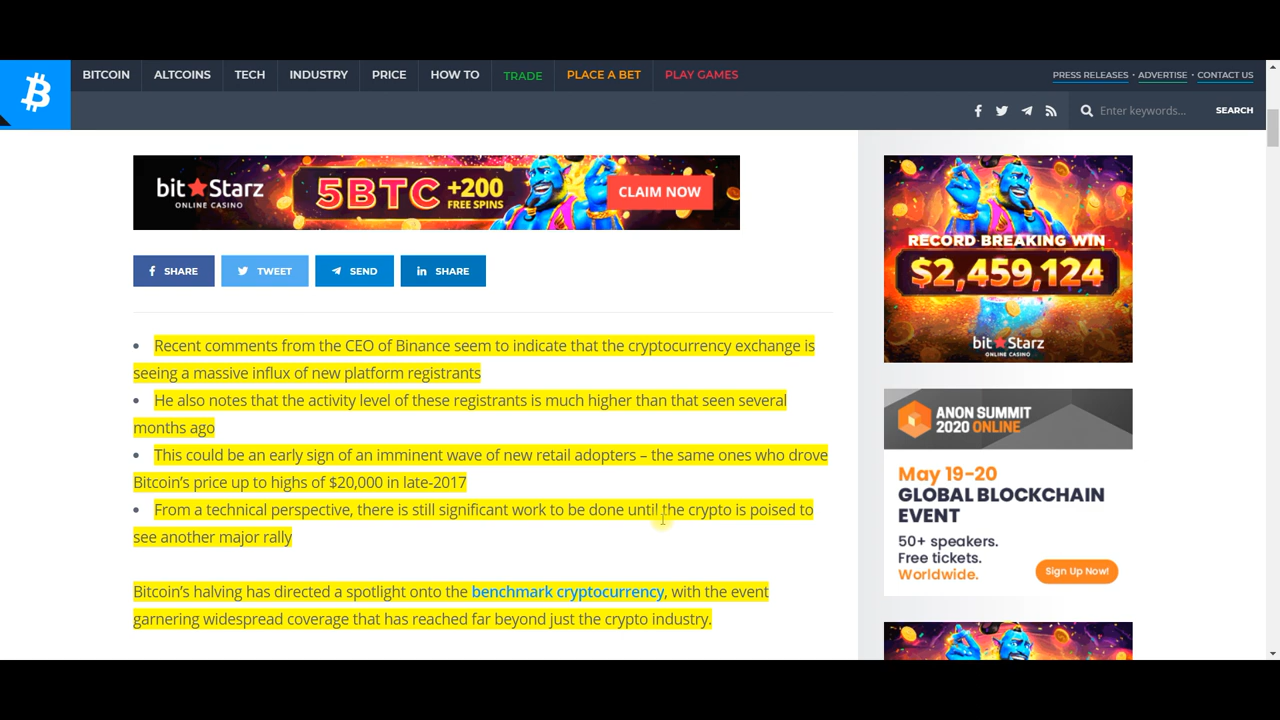 BITCOIN ALTCOINS TECH INDUSTRY PRICE HOW TO TRADE PLACE A BET PLAY GAMES
PRESS RELEASES • ADVERTISE • CONTACT US
Enter keywords... SEARCH
bitStarz
ONLINE CASINO
5BTC +200 FREE SPINS
CLAIM NOW
SHARE TWEET SEND SHARE
• Recent comments from the CEO of Binance seem to indicate that the cryptocurrency exchange is
seeing a massive influx of new platform registrants
• He also notes that the activity level of these registrants is much higher than that seen several
months ago
• This could be an early sign of an imminent wave of new retail adopters – the same ones who drove
Bitcoin's price up to highs of $20,000 in late-2017
• From a technical perspective, there is still significant work to be done until the crypto is poised to
see another major rally
Bitcoin's halving has directed a spotlight onto the benchmark cryptocurrency, with the event
garnering widespread coverage that has reached far beyond just the crypto industry.
RECORD BREAKING WIN
$2,459,124
bitStarz
ONLINE CASINO
ANON SUMMIT
2020 ONLINE
May 19-20
GLOBAL BLOCKCHAIN
EVENT
50+ speakers.
Free tickets.
Worldwide.
Sign Up Now!